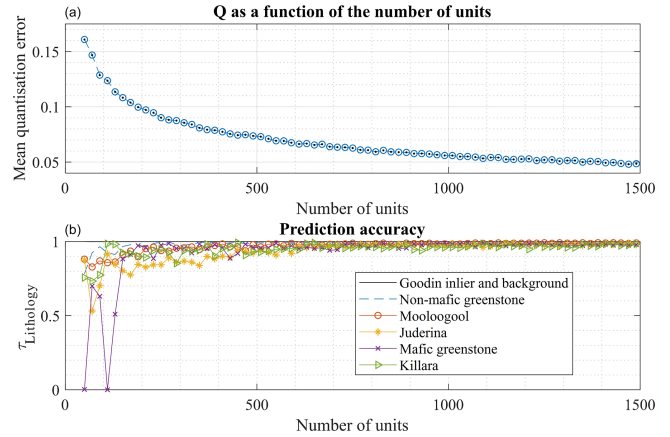 (a)
Q as a function of the number of units
Mean quantisation error
0.15
0.1
0.05
0
500
1000
1500
Number of units
(b)
Prediction accuracy
τLithology
1
0.5
0
Goodin inlier and background
Non-mafic greenstone
Mooloogool
Juderina
Mafic greenstone
Killara
0
500
1000
1500
Number of units